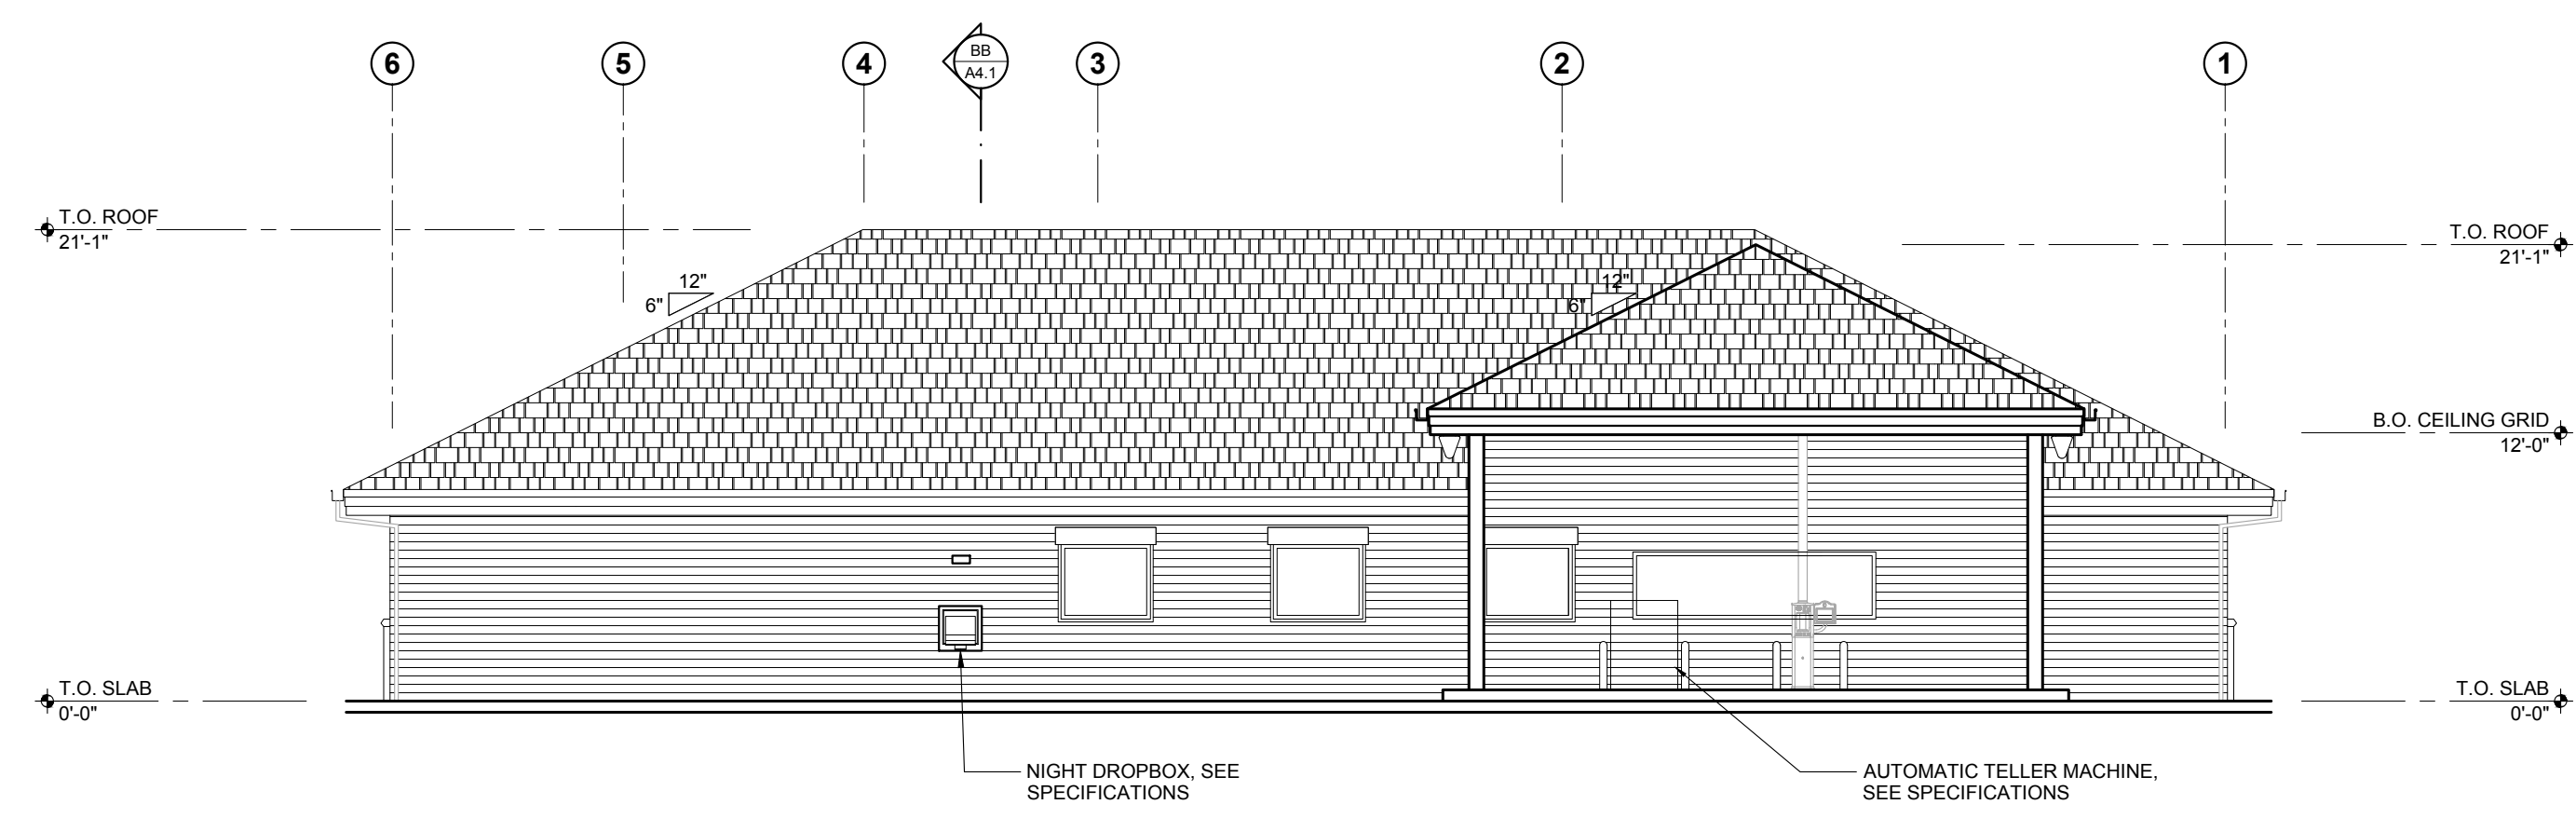 6
5
4
BB
A4.1
3
2
1
T.O. ROOF
21'-1"
T.O. ROOF
21'-1"
12"
6"
12"
6"
B.O. CEILING GRID
12'-0"
T.O. SLAB
0'-0"
T.O. SLAB
0'-0"
NIGHT DROPBOX, SEE
SPECIFICATIONS
AUTOMATIC TELLER MACHINE,
SEE SPECIFICATIONS